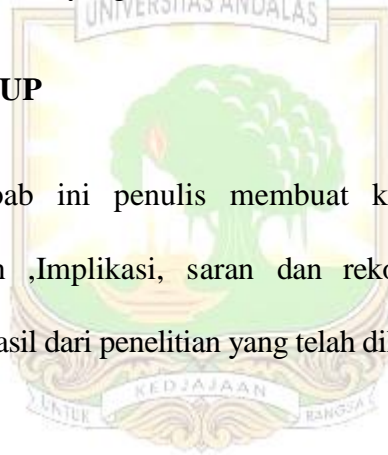 UNIVERSITAS ANDALAS
UP
bab ini penulis membuat k
n ,Implikasi, saran dan reko
asil dari penelitian yang telah di
KEDJAJAAN
UNTUK BANGSA